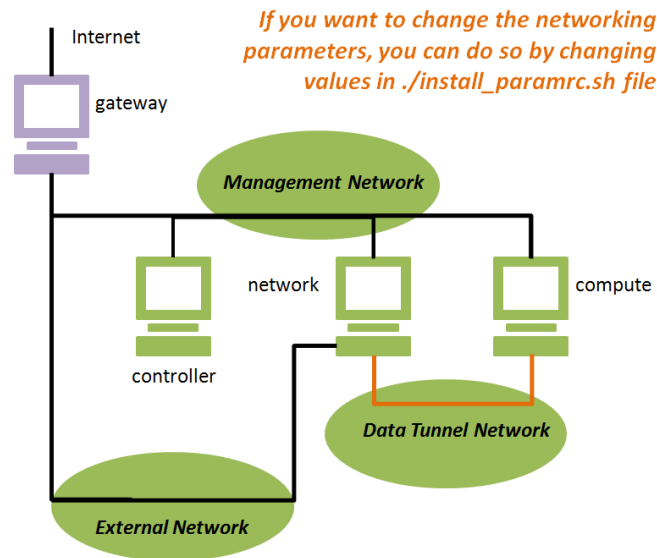 If you want to change the networking
parameters, you can do so by changing
values in ./install_paramrc.sh file
Internet
gateway
Management Network
network
compute
controller
Data Tunnel Network
External Network